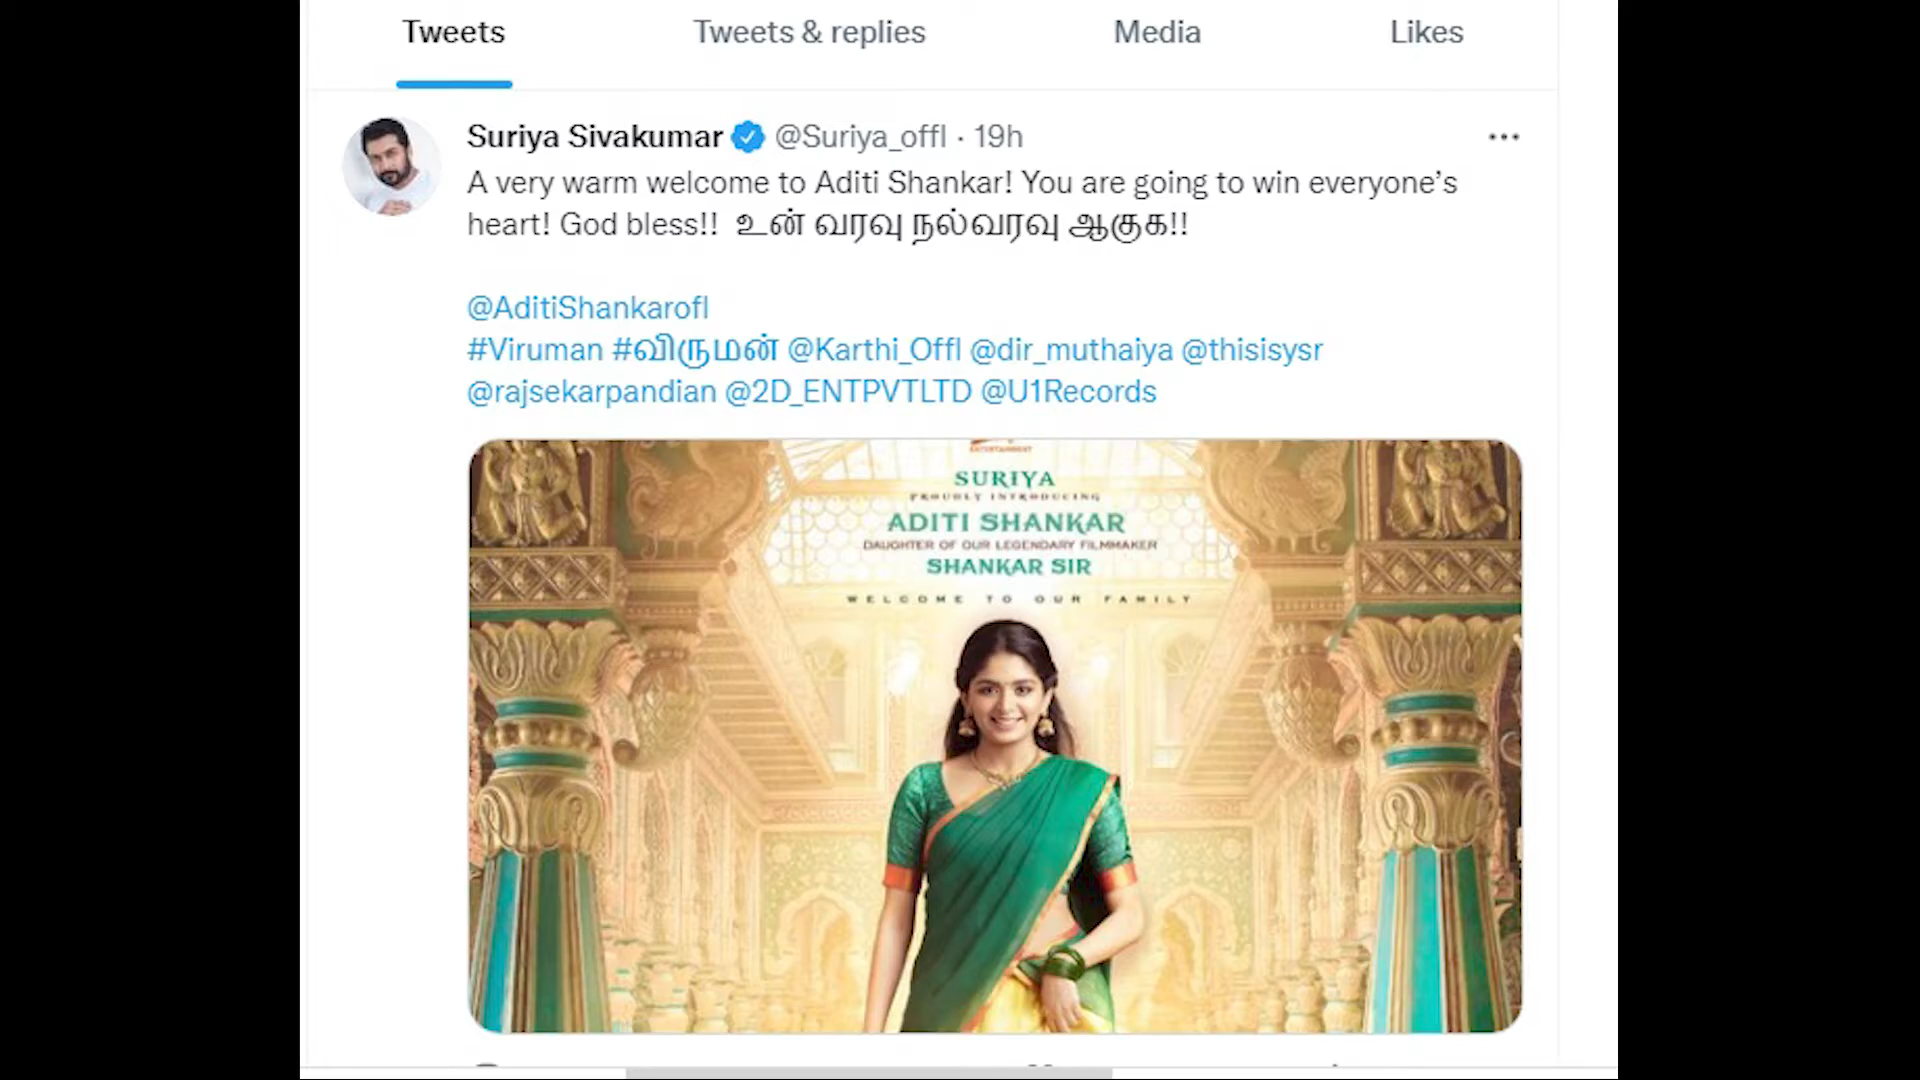 Tweets
Tweets & replies
Media
Likes
Suriya Sivakumar @Suriya_offl · 19h
A very warm welcome to Aditi Shankar! You are going to win everyone’s
heart! God bless!! உன் வரவு நல்வரவு ஆகுக!!
@AditiShankarofl
#Viruman #விருமன் @Karthi_Offl @dir_muthaiya @thisisysr
@rajsekarpandian @2D_ENTPVTLTD @U1Records
ENTERTAINMENT
SURIYA
PROUDLY INTRODUCING
ADITI SHANKAR
DAUGHTER OF OUR LEGENDARY FILMMAKER
SHANKAR SIR
WELCOME TO OUR FAMILY